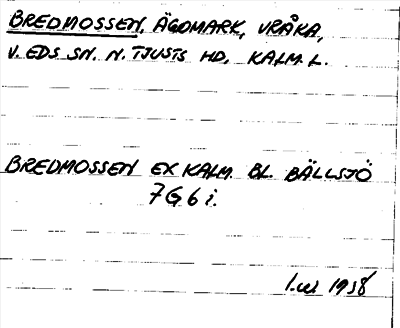 BREDMOSSEN, ÄGOMARK, VRÅKA,
V. EDS SN. N. TJUSTS HD, KALM. L.
BREDMOSSEN EX KALM. BL. BÄLLSJÖ
7G6i.
1938